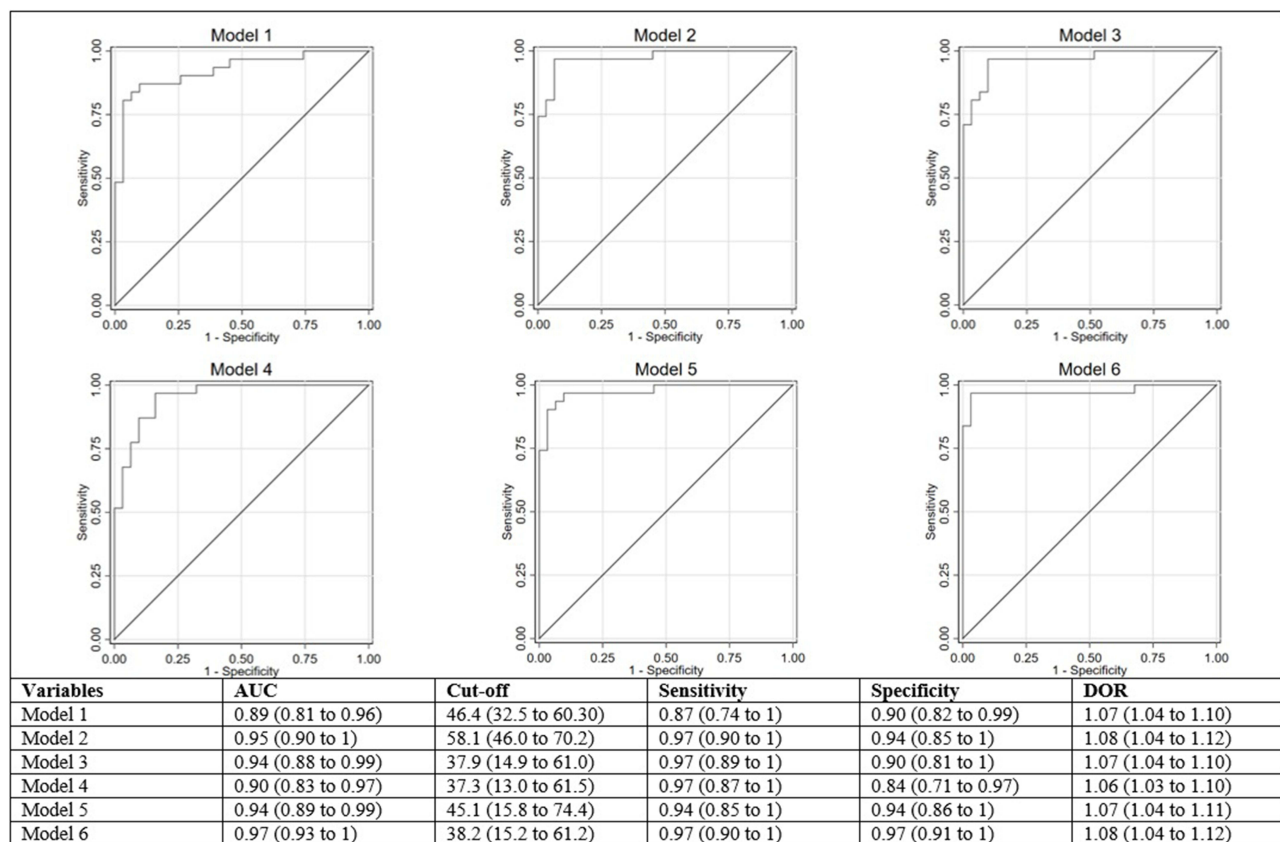 Model 1
Model 2
Model 3
1.00
0.75
0.50
0.25
0.00
Sensitivity
0.00 0.25 0.50 0.75 1.00
1 - Specificity
1.00
0.75
0.50
0.25
0.00
Sensitivity
0.00 0.25 0.50 0.75 1.00
1 - Specificity
1.00
0.75
0.50
0.25
0.00
Sensitivity
0.00 0.25 0.50 0.75 1.00
1 - Specificity
Model 4
Model 5
Model 6
1.00
0.75
0.50
0.25
0.00
Sensitivity
0.00 0.25 0.50 0.75 1.00
1 - Specificity
1.00
0.75
0.50
0.25
0.00
Sensitivity
0.00 0.25 0.50 0.75 1.00
1 - Specificity
1.00
0.75
0.50
0.25
0.00
Sensitivity
0.00 0.25 0.50 0.75 1.00
1 - Specificity
Variables AUC Cut-off Sensitivity Specificity DOR
Model 1 0.89 (0.81 to 0.96) 46.4 (32.5 to 60.30) 0.87 (0.74 to 1) 0.90 (0.82 to 0.99) 1.07 (1.04 to 1.10)
Model 2 0.95 (0.90 to 1) 58.1 (46.0 to 70.2) 0.97 (0.90 to 1) 0.94 (0.85 to 1) 1.08 (1.04 to 1.12)
Model 3 0.94 (0.88 to 0.99) 37.9 (14.9 to 61.0) 0.97 (0.89 to 1) 0.90 (0.81 to 1) 1.07 (1.04 to 1.10)
Model 4 0.90 (0.83 to 0.97) 37.3 (13.0 to 61.5) 0.97 (0.87 to 1) 0.84 (0.71 to 0.97) 1.06 (1.03 to 1.10)
Model 5 0.94 (0.89 to 0.99) 45.1 (15.8 to 74.4) 0.94 (0.85 to 1) 0.94 (0.86 to 1) 1.07 (1.04 to 1.11)
Model 6 0.97 (0.93 to 1) 38.2 (15.2 to 61.2) 0.97 (0.90 to 1) 0.97 (0.91 to 1) 1.08 (1.04 to 1.12)